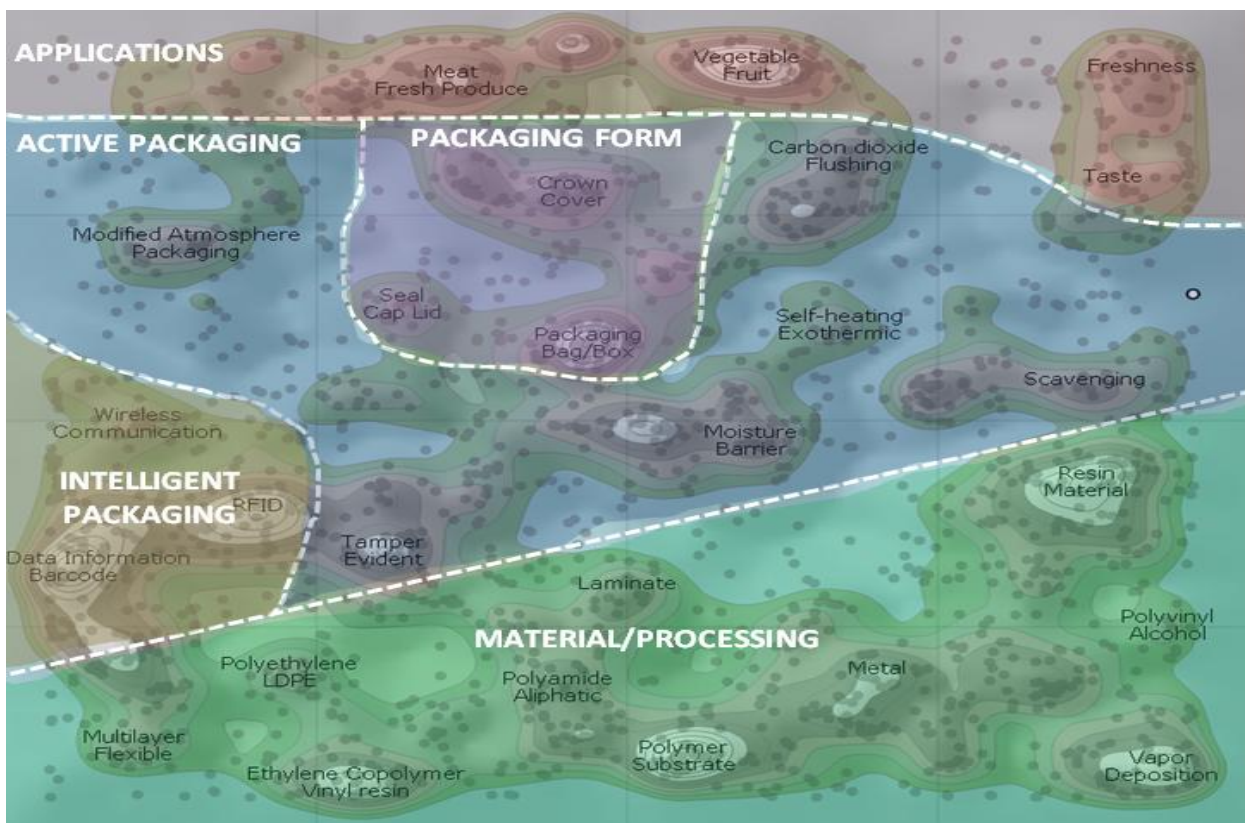 APPLICATIONS
Meat
Fresh Produce
Vegetable
Fruit
Freshness
Taste
ACTIVE PACKAGING
PACKAGING FORM
Carbon dioxide
Flushing
Crown
Cover
Modified Atmosphere
Packaging
Seal
Cap Lid
Packaging
Bag/Box
Self-heating
Exothermic
Scavenging
Wireless
Communication
Moisture
Barrier
INTELLIGENT
PACKAGING
RFID
Resin
Material
Data Information
Barcode
Tamper
Evident
Laminate
MATERIAL/PROCESSING
Polyvinyl
Alcohol
Polyethylene
LDPE
Polyamide
Aliphatic
Metal
Multilayer
Flexible
Polymer
Substrate
Ethylene Copolymer
Vinyl resin
Vapor
Deposition